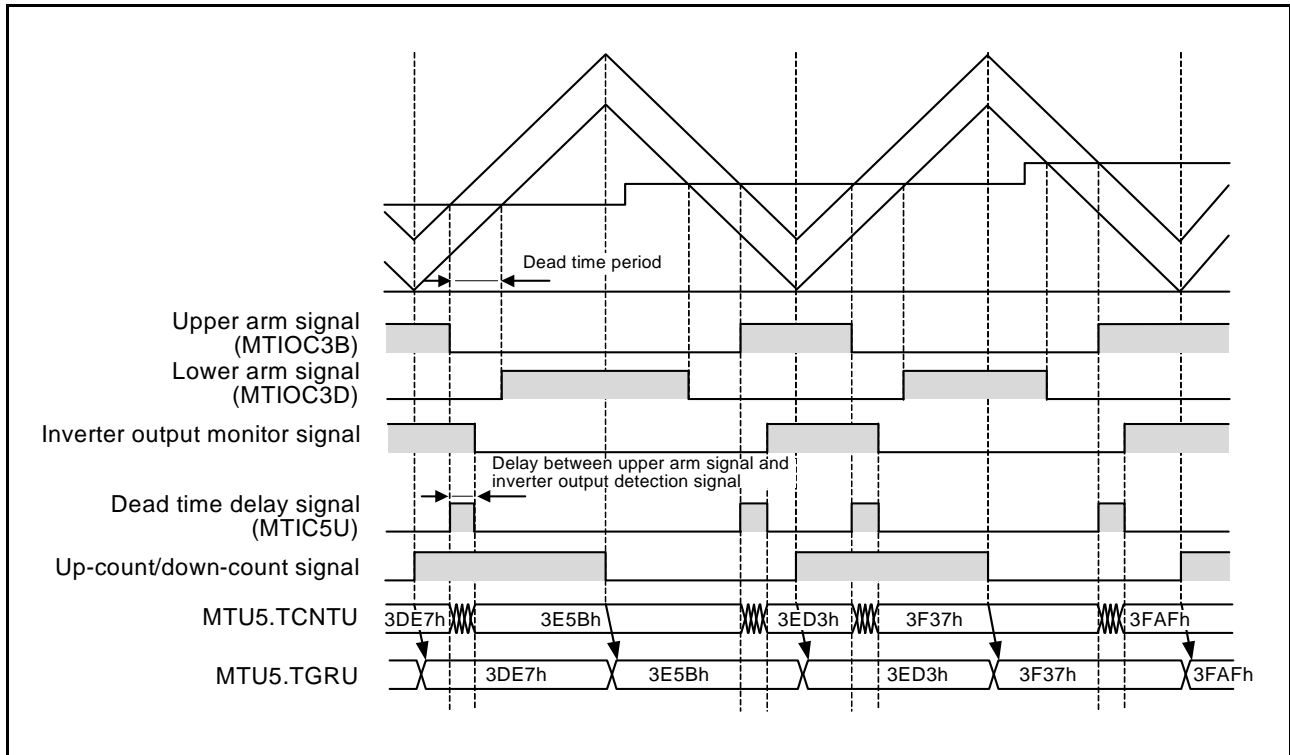 Dead time period
Upper arm signal
(MTIOC3B)
Lower arm signal
(MTIOC3D)
Inverter output monitor signal
Delay between upper arm signal and
inverter output detection signal
Dead time delay signal
(MTIC5U)
Up-count/down-count signal
MTU5.TCNTU 3DE7h 3E5Bh 3ED3h 3F37h 3FAFh
MTU5.TGRU 3DE7h 3E5Bh 3ED3h 3F37h 3FAFh